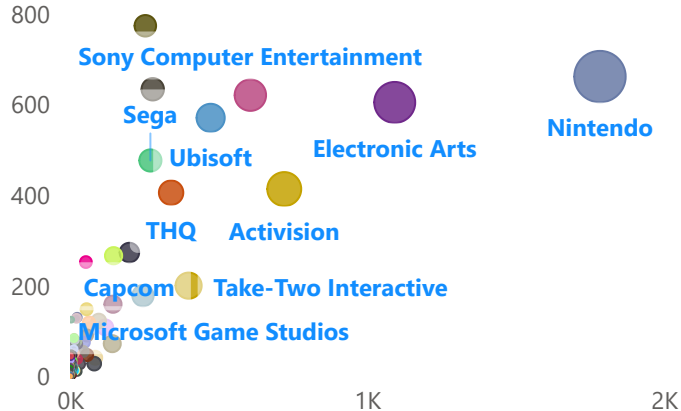 800
Sony Computer Entertainment
600
Sega
Nintendo
Electronic Arts
Ubisoft
400
THQ
Activision
200
Capcom
Take-Two Interactive
Microsoft Game Studios
0
0K
1K
2K